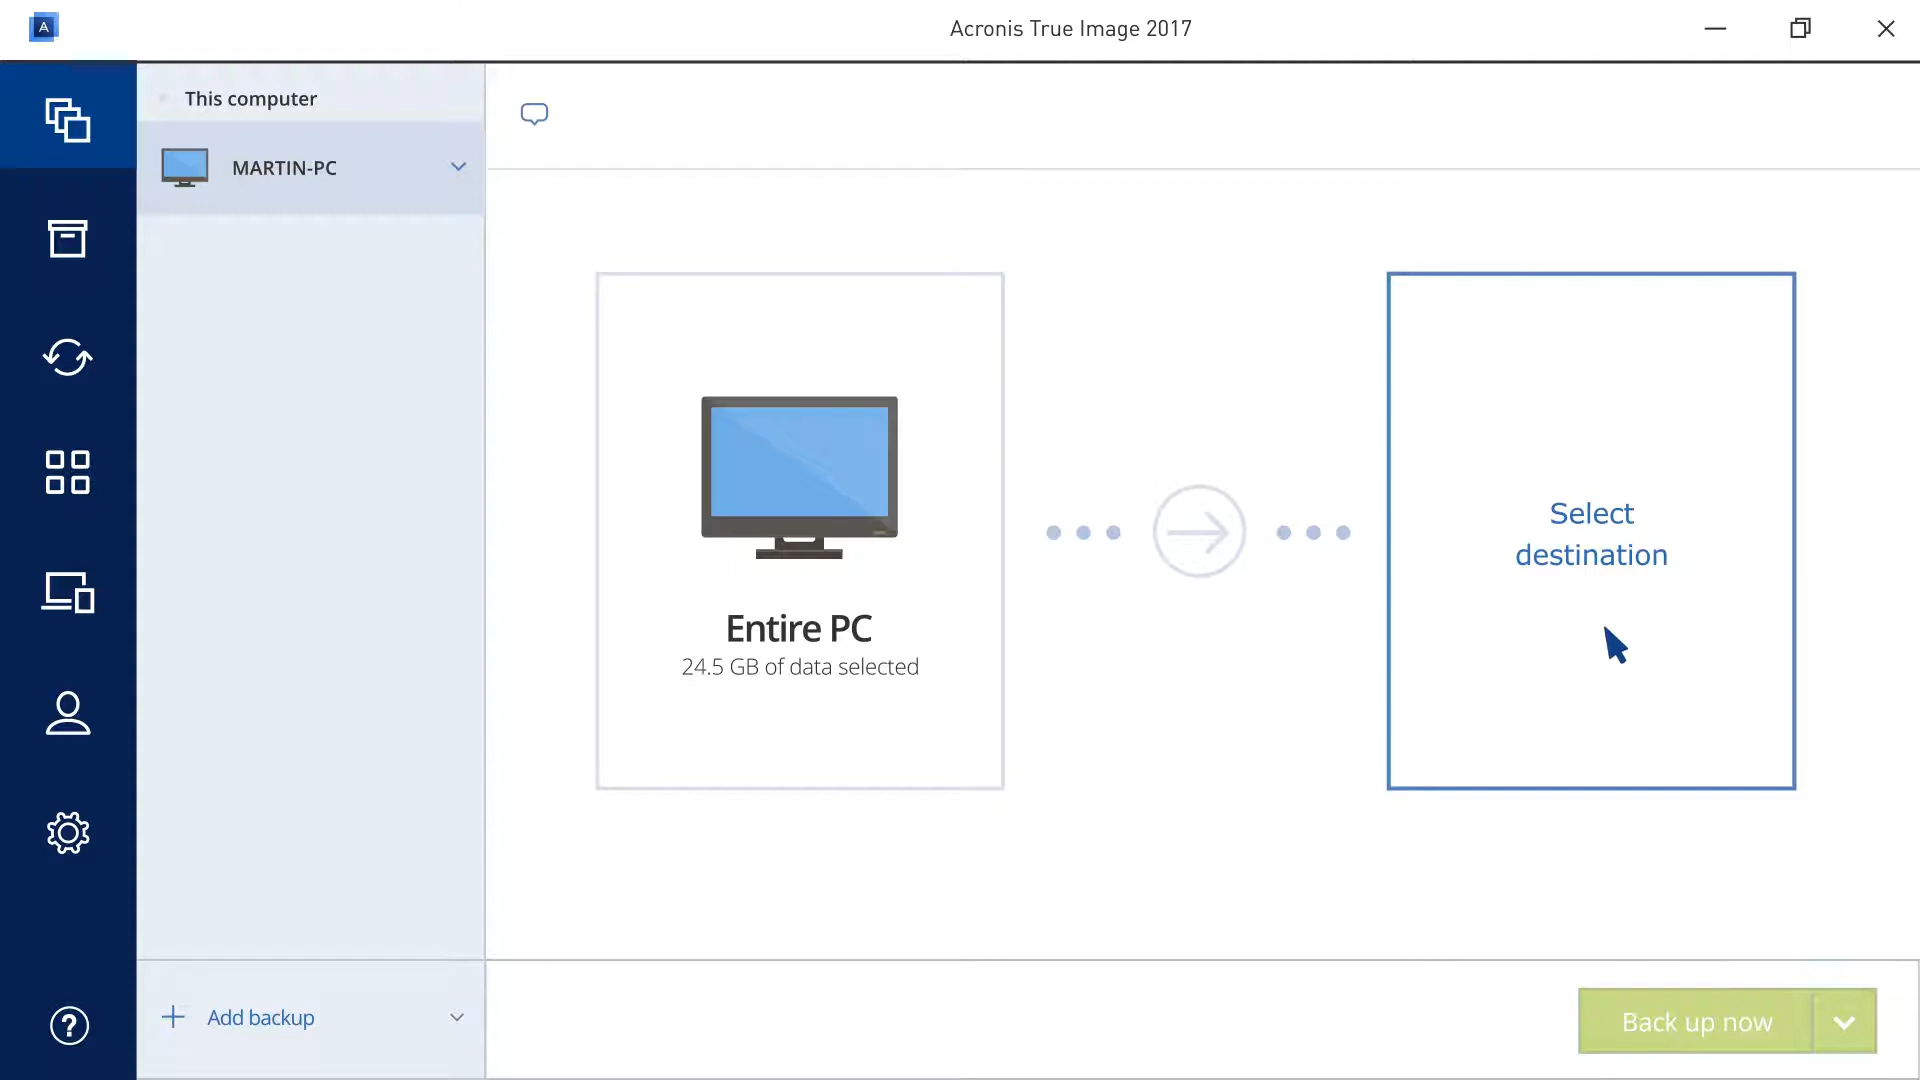 A
Acronis True Image 2017
This computer
MARTIN-PC
Select
destination
Entire PC
24.5 GB of data selected
Add backup
Back up now
?